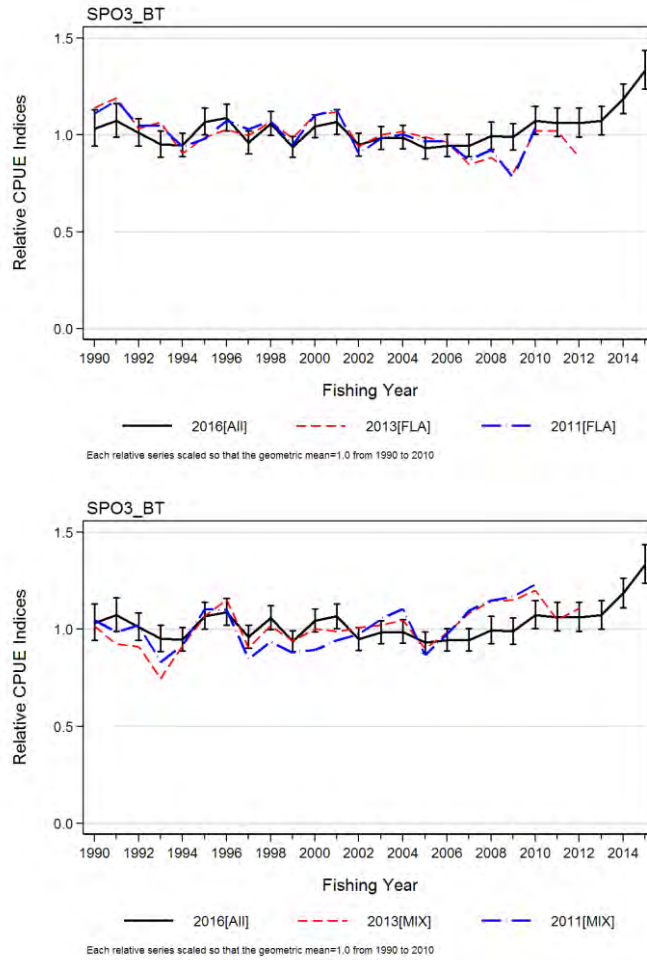 SPO3_BT
1.5
1.0
0.5
0.0
Relative CPUE Indices
1990 1992 1994 1996 1998 2000 2002 2004 2006 2008 2010 2012 2014
Fishing Year
2016[All] 2013[FLA] 2011[FLA]
Each relative series scaled so that the geometric mean=1.0 from 1990 to 2010
SPO3_BT
1.5
1.0
0.5
0.0
Relative CPUE Indices
1990 1992 1994 1996 1998 2000 2002 2004 2006 2008 2010 2012 2014
Fishing Year
2016[All] 2013[MIX] 2011[MIX]
Each relative series scaled so that the geometric mean=1.0 from 1990 to 2010